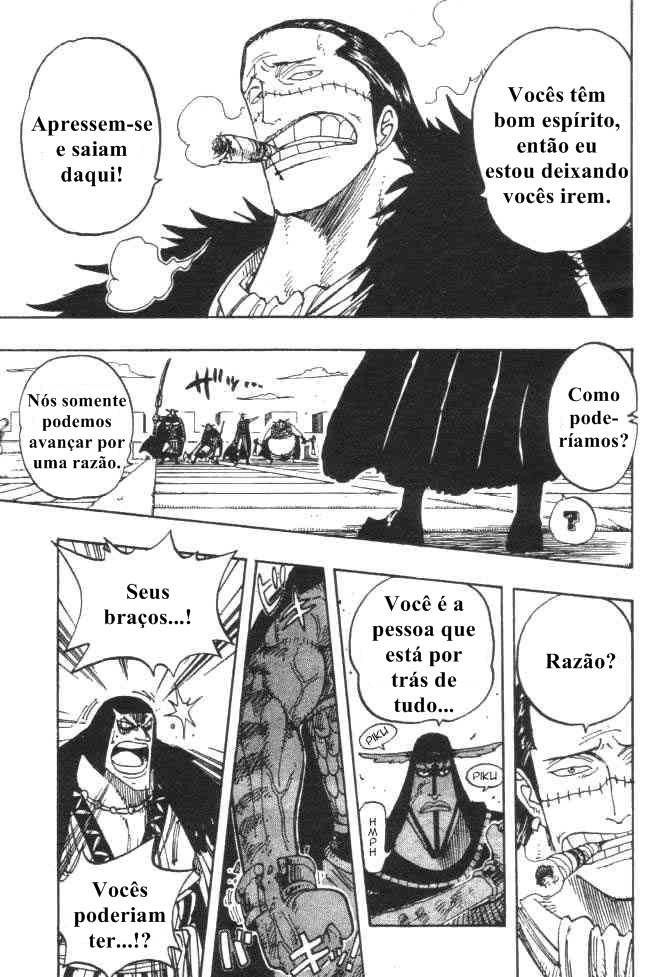 Vocês têm
bom espírito,
então eu
estou deixando
vocês irem.
Apressem-se
e saiam
daqui!
Como
pode-
ríamos?
?
Nós somente
podemos
avançar por
uma razão.
Razão?
Você é a
pessoa que
está por
trás de
tudo...
PIKU
PIKU
HMPH
Seus
braços...!
Vocês
poderiam
ter...!?